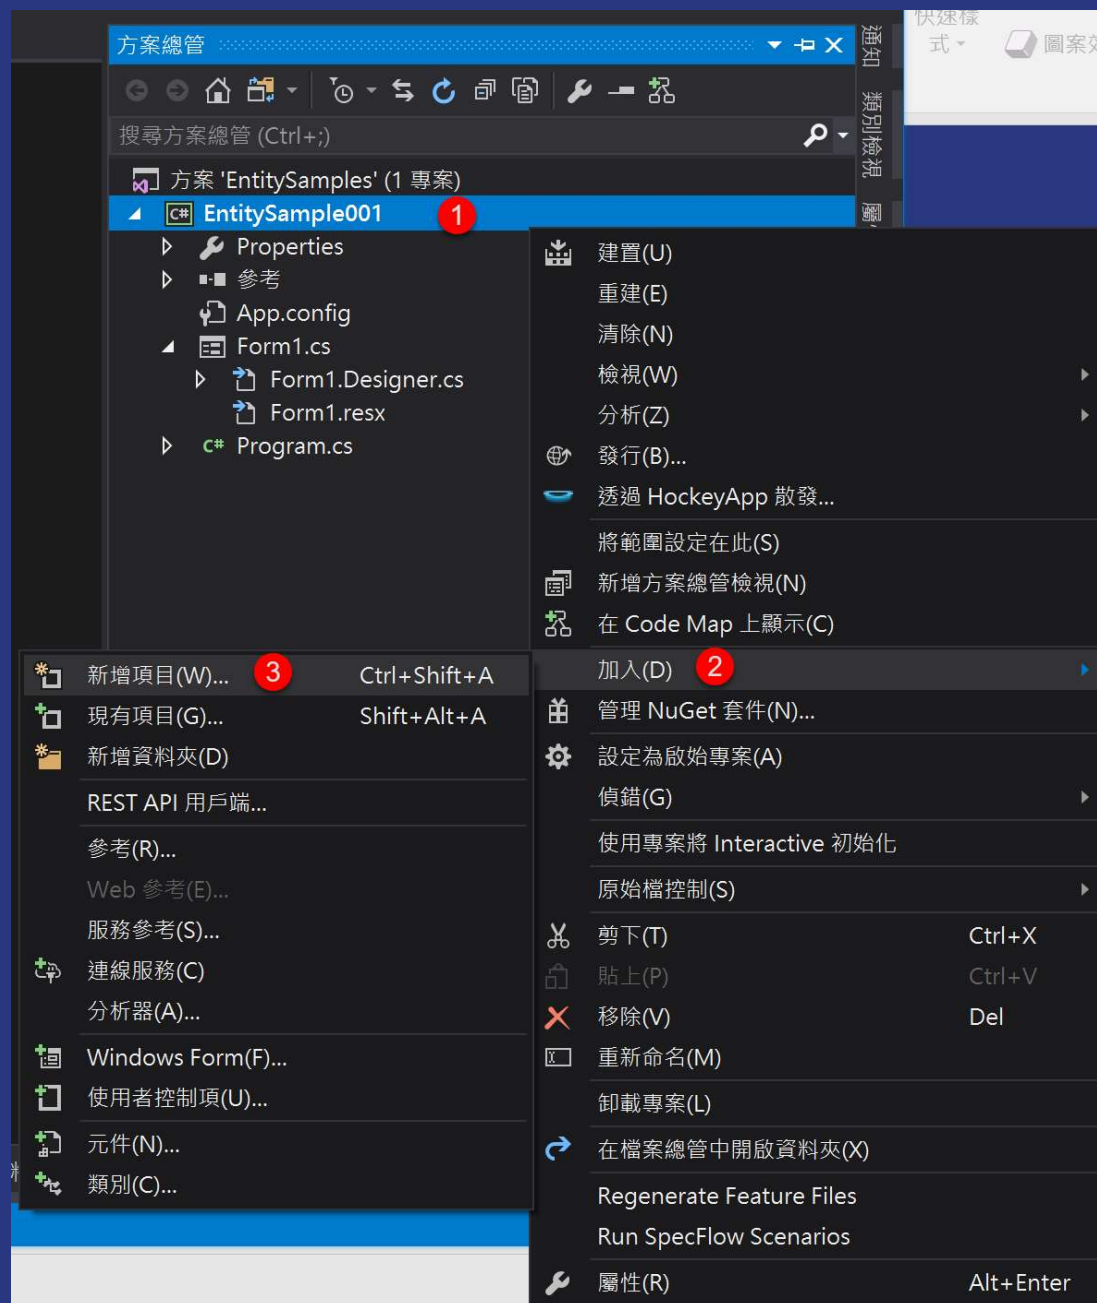 快速樣
式
圖案效
方案總管
搜尋方案總管 (Ctrl+;)
方案 'EntitySamples' (1 專案)
C# EntitySample001
1
Properties
參考
App.config
Form1.cs
Form1.Designer.cs
Form1.resx
C# Program.cs
通知
類別檢視
建置(U)
重建(E)
清除(N)
檢視(W)
分析(Z)
發行(B)...
透過 HockeyApp 散發...
將範圍設定在此(S)
新增方案總管檢視(N)
在 Code Map 上顯示(C)
加入(D)
2
管理 NuGet 套件(N)...
設定為啟始專案(A)
偵錯(G)
使用專案將 Interactive 初始化
原始檔控制(S)
剪下(T) Ctrl+X
貼上(P) Ctrl+V
移除(V) Del
重新命名(M)
卸載專案(L)
在檔案總管中開啟資料夾(X)
Regenerate Feature Files
Run SpecFlow Scenarios
屬性(R) Alt+Enter
新增項目(W)... 3 Ctrl+Shift+A
現有項目(G)... Shift+Alt+A
新增資料夾(D)
REST API 用戶端...
參考(R)...
Web 參考(E)...
服務參考(S)...
連線服務(C)
分析器(A)...
Windows Form(F)...
使用者控制項(U)...
元件(N)...
類別(C)...